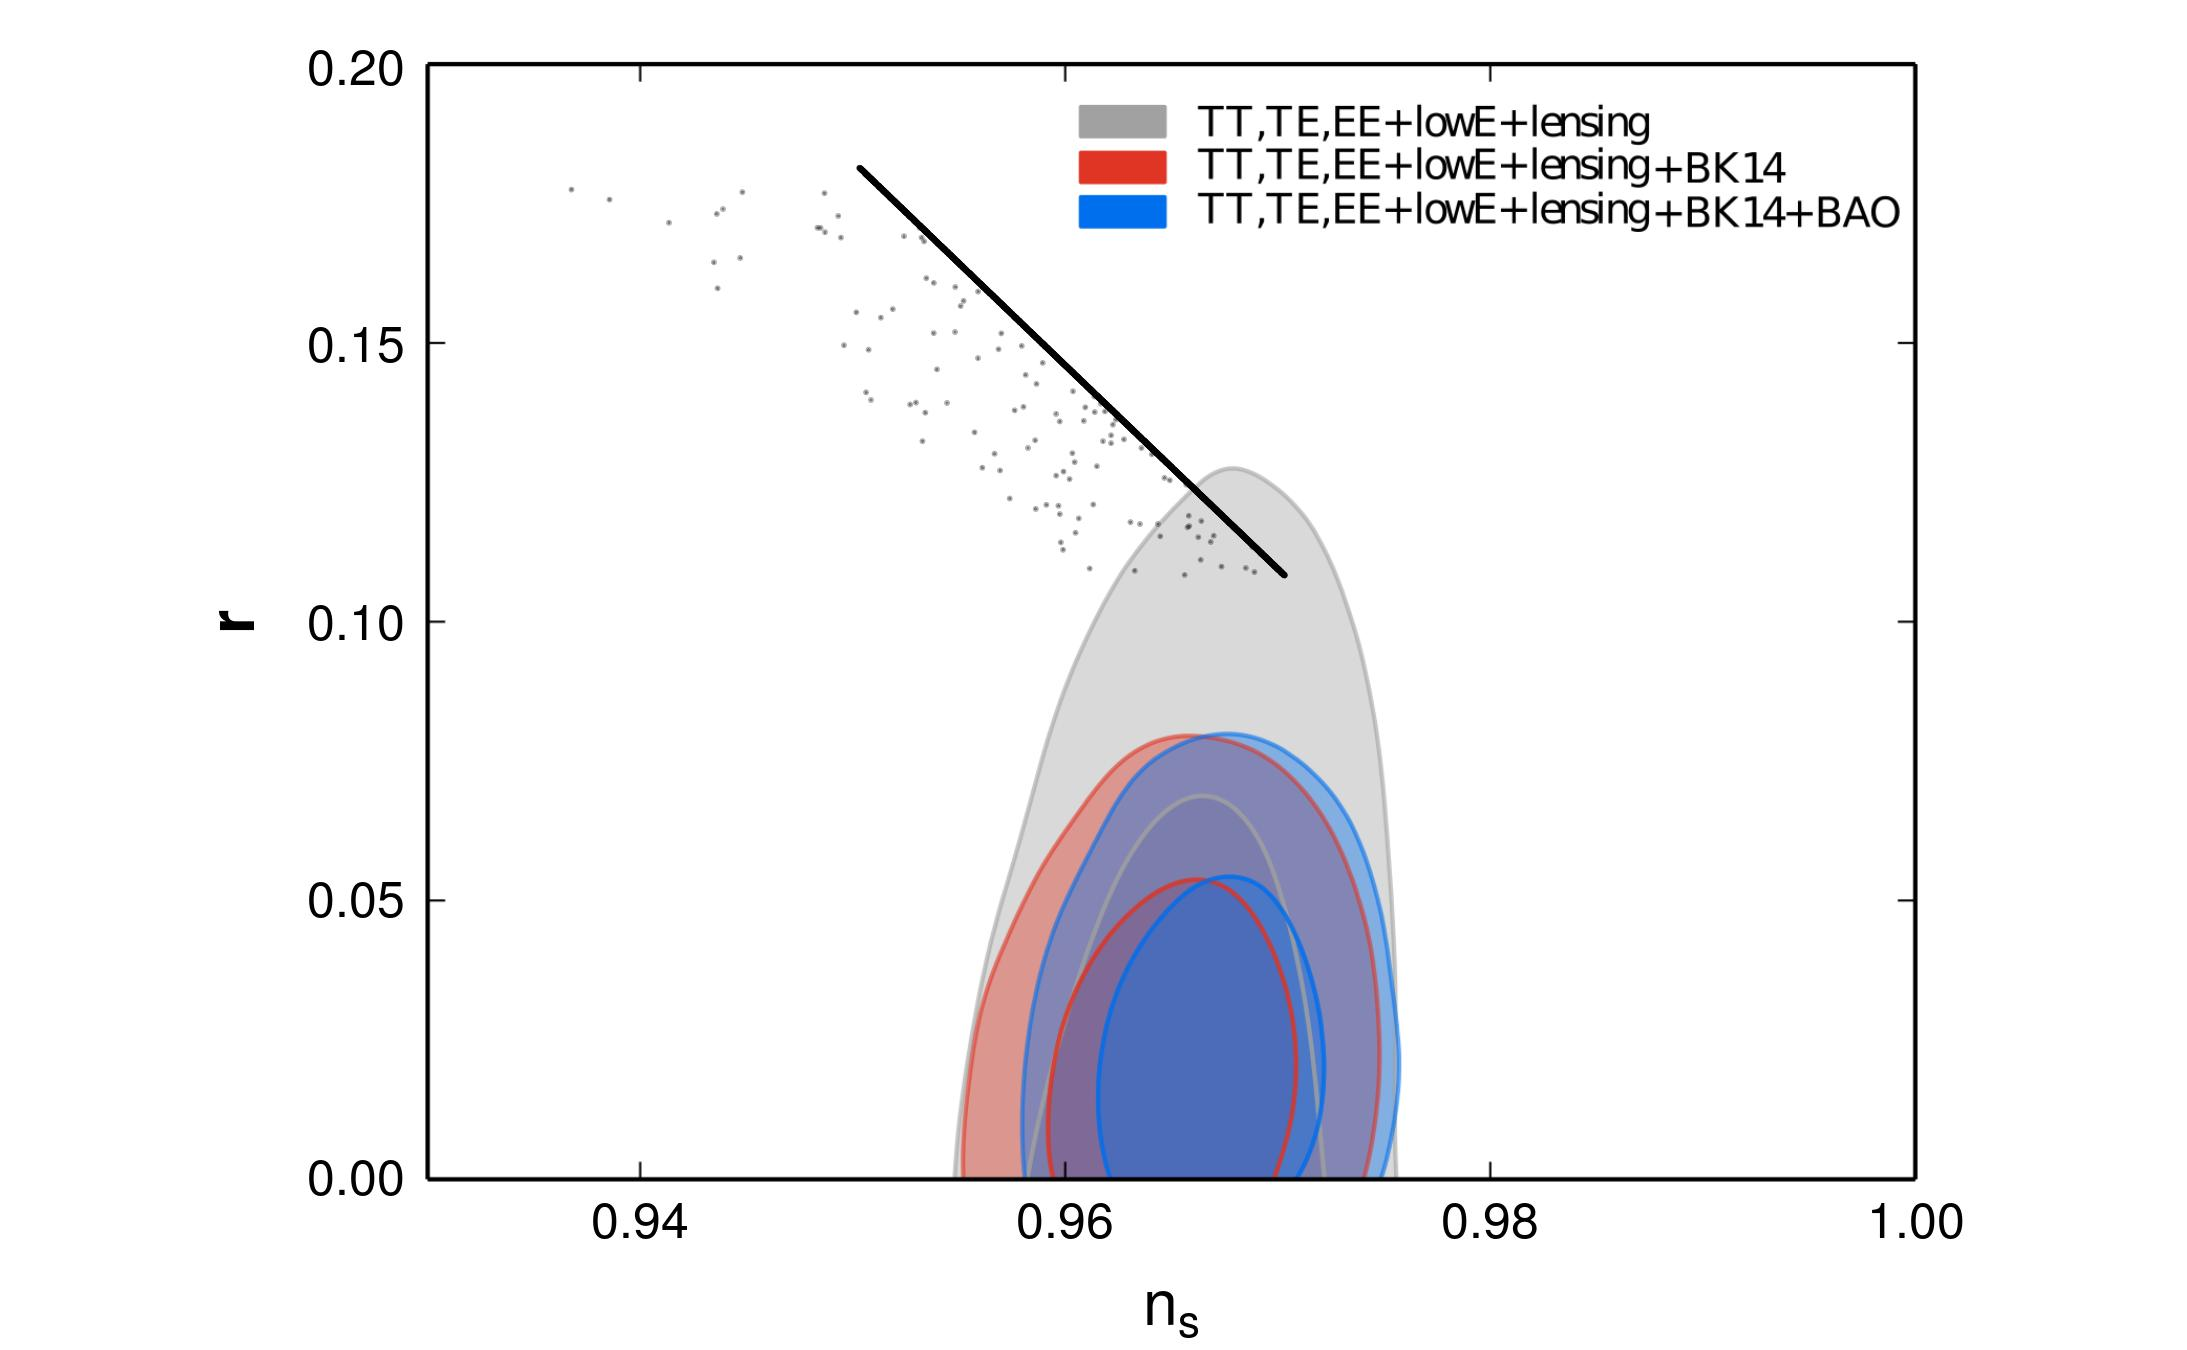 0.20
TT,TE,EE+lowE+lensing
TT,TE,EE+lowE+lensing+BK14
TT,TE,EE+lowE+lensing+BK14+BAO
0.15
r
0.10
0.05
0.00
0.94 0.96 0.98 1.00
ns